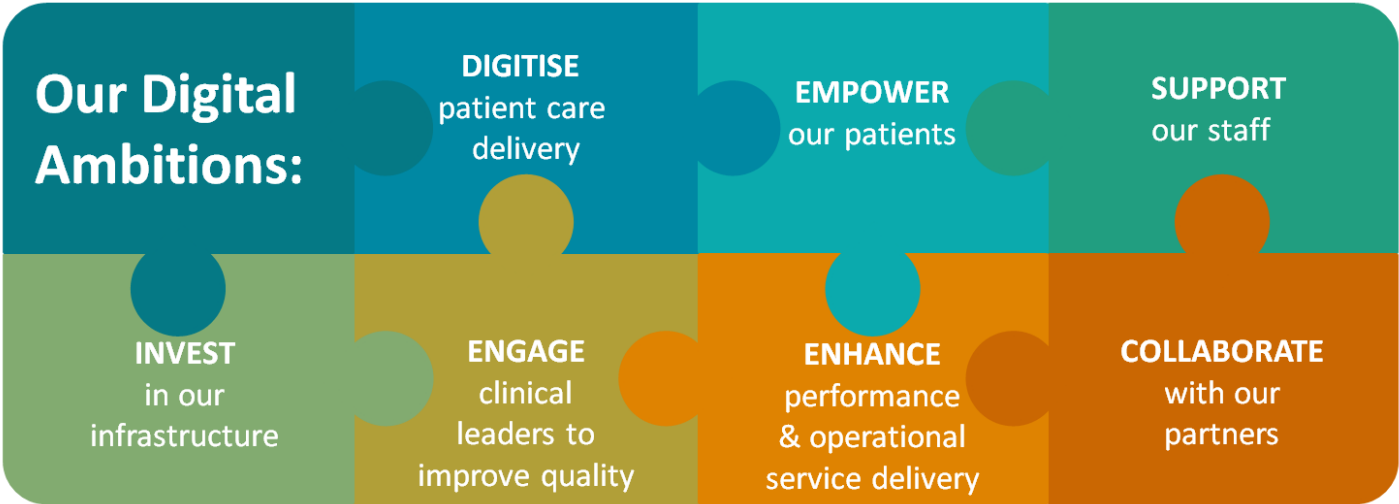 Our Digital
Ambitions:
DIGITISE
patient care
delivery
EMPOWER
our patients
SUPPORT
our staff
INVEST
in our
infrastructure
ENGAGE
clinical
leaders to
improve quality
ENHANCE
performance
& operational
service delivery
COLLABORATE
with our
partners